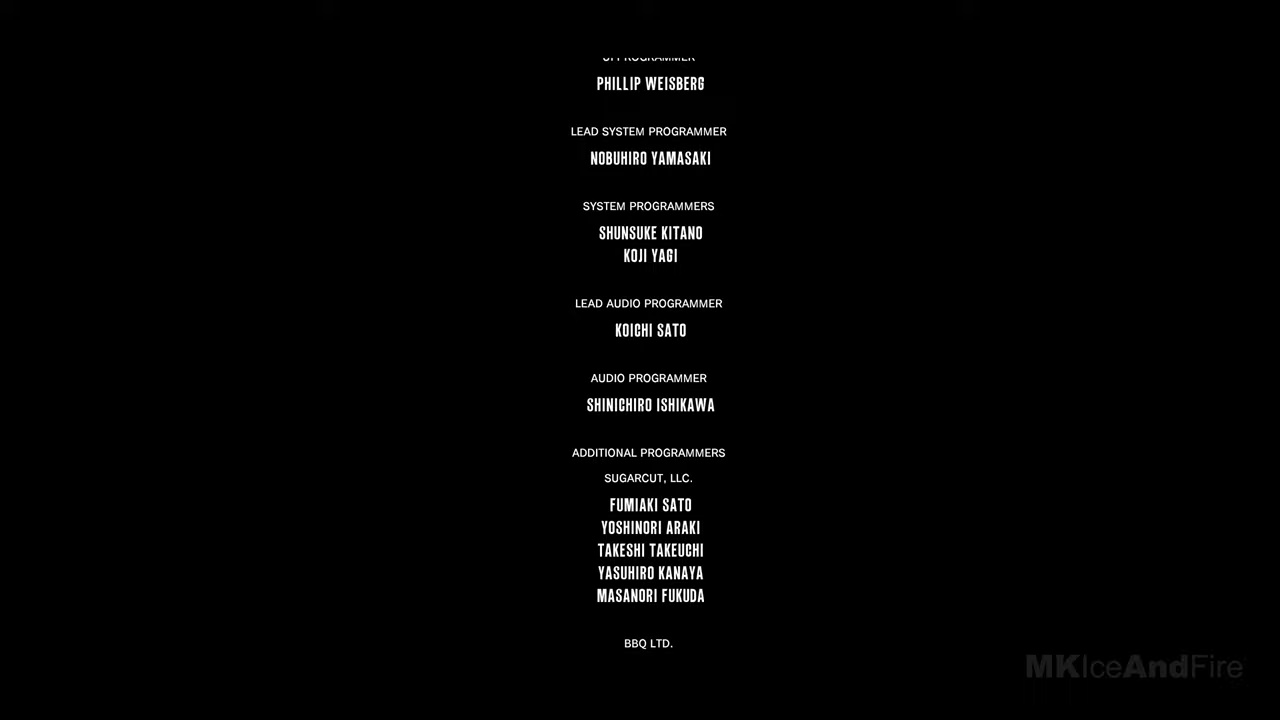 PROGRAMMER
PHILLIP WEISBERG
LEAD SYSTEM PROGRAMMER
NOBUHIRO YAMASAKI
SYSTEM PROGRAMMERS
SHUNSUKE KITANO
KOJI YAGI
LEAD AUDIO PROGRAMMER
KOICHI SATO
AUDIO PROGRAMMER
SHINICHIRO ISHIKAWA
ADDITIONAL PROGRAMMERS
SUGARCUT, LLC.
FUMIAKI SATO
YOSHINORI ARAKI
TAKESHI TAKEUCHI
YASUHIRO KANAYA
MASANORI FUKUDA
BBQ LTD.
MKIceAndFire